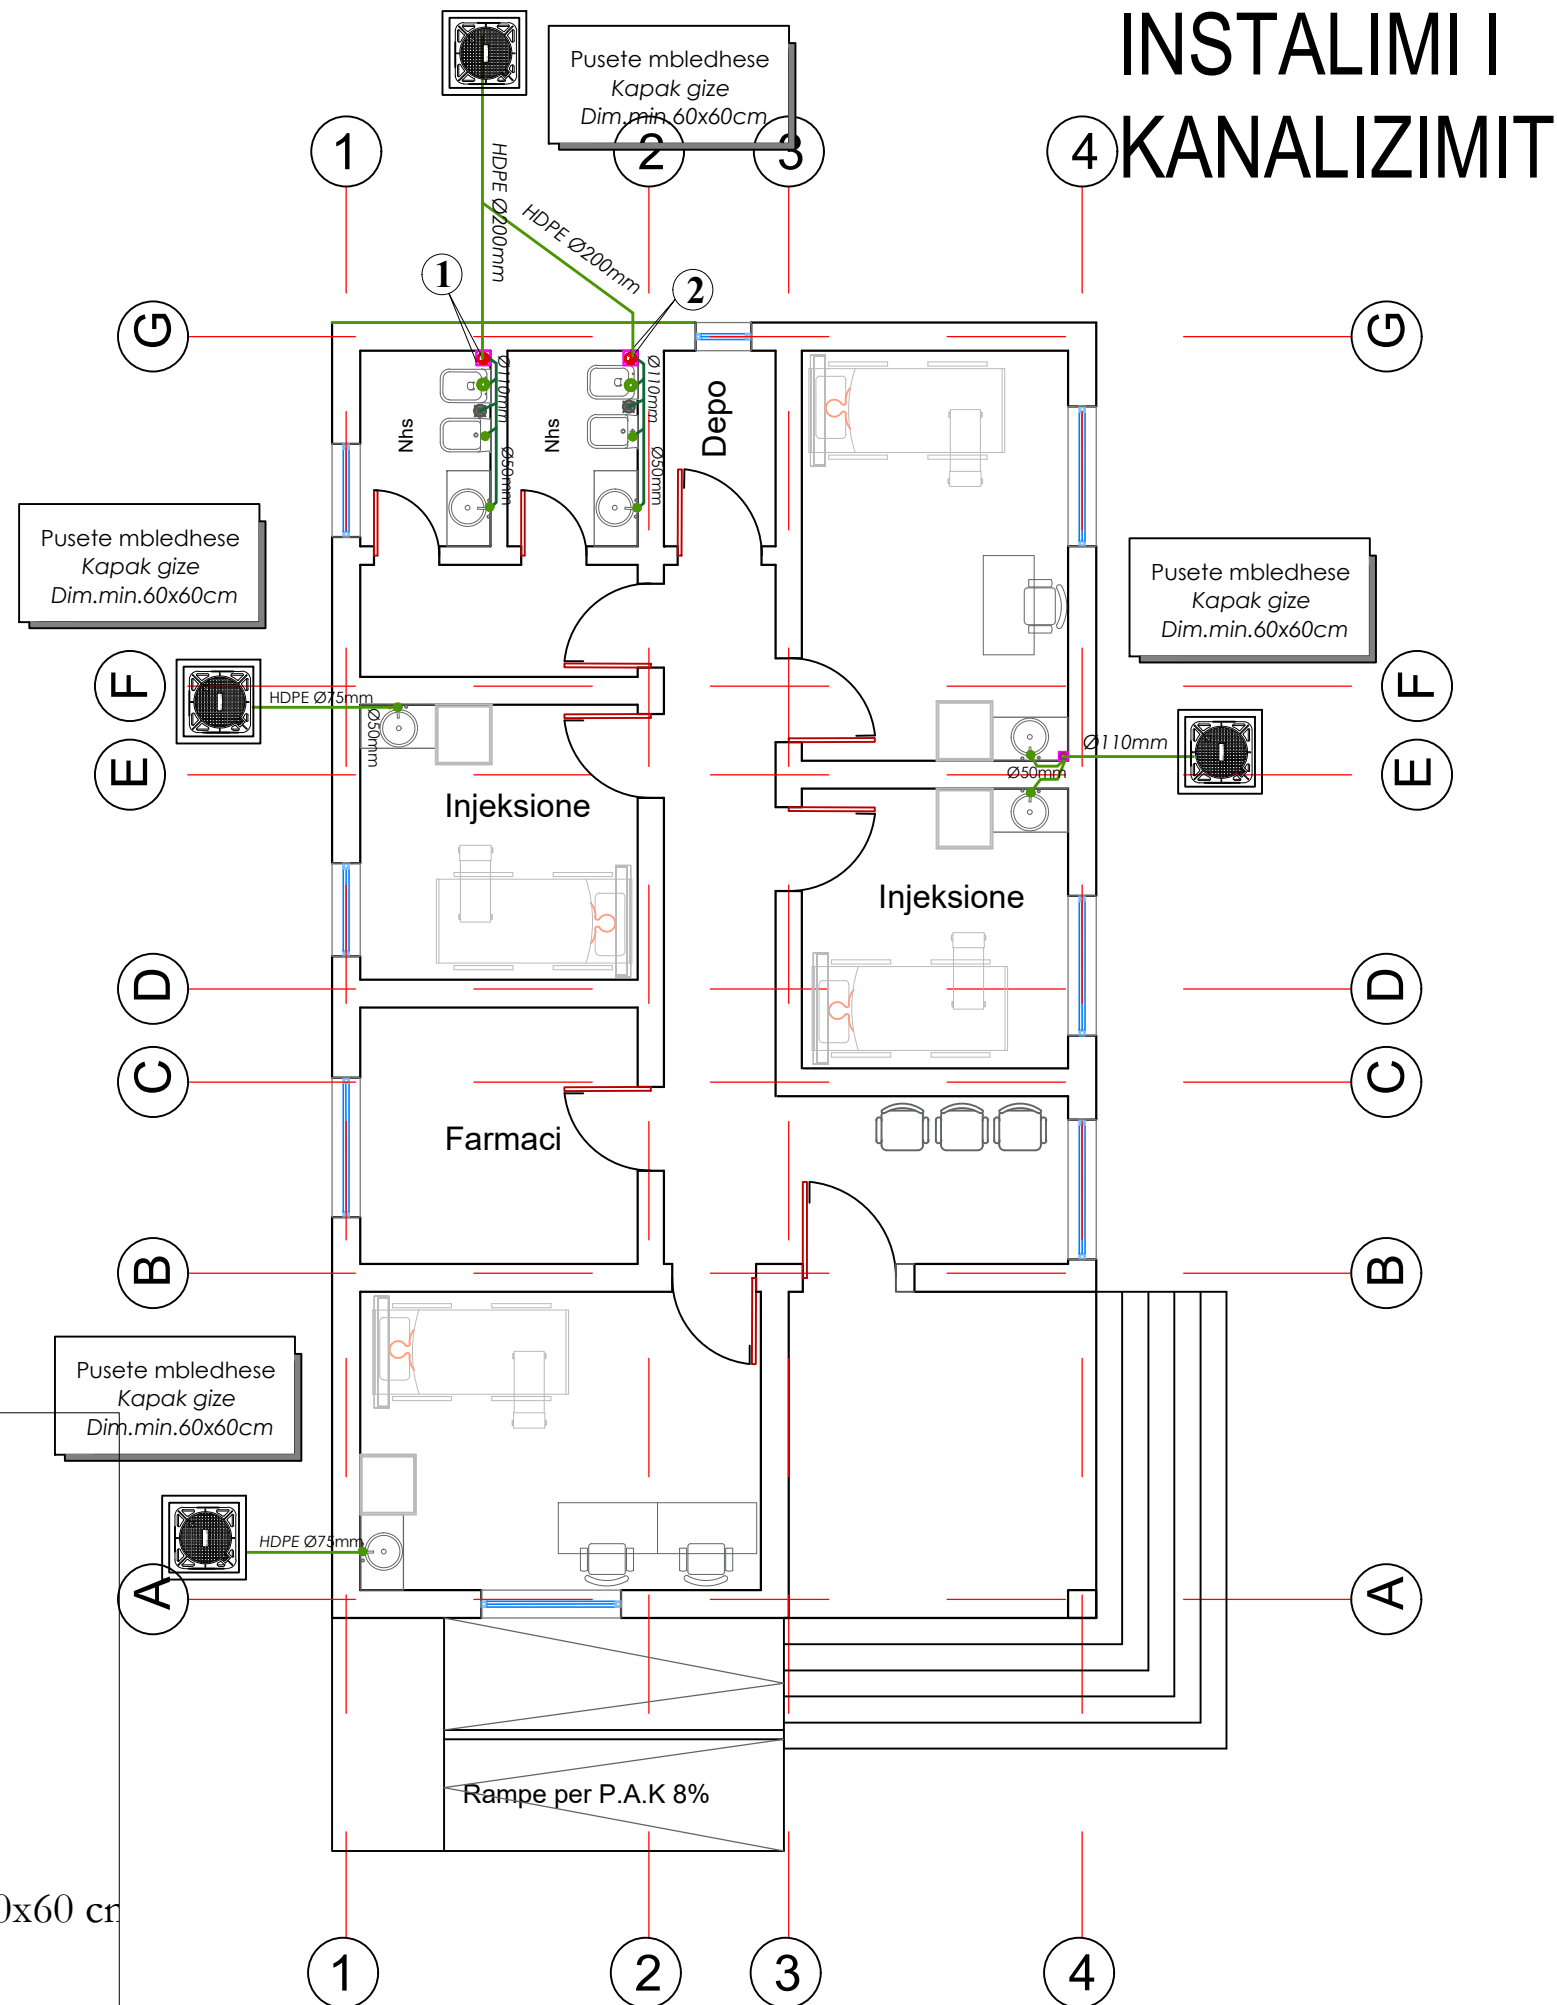 INSTALIMI I
KANALIZIMIT
Pusete mbledhese
Kapak gize
Dim.min.60x60cm
1
2
3
4
HDPE Ø200mm
HDPE Ø200mm
1
2
G
G
Ø110mm
Ø110mm
Nhs
Nhs
Depo
Ø50mm
Ø50mm
Pusete mbledhese
Kapak gize
Dim.min.60x60cm
Pusete mbledhese
Kapak gize
Dim.min.60x60cm
F
F
HDPE Ø75mm
Ø50mm
Ø110mm
Ø50mm
E
E
Injeksione
Injeksione
D
D
C
C
Farmaci
B
B
Pusete mbledhese
Kapak gize
Dim.min.60x60cm
HDPE Ø75mm
A
A
Rampe per P.A.K 8%
0x60 cm
1
2
3
4